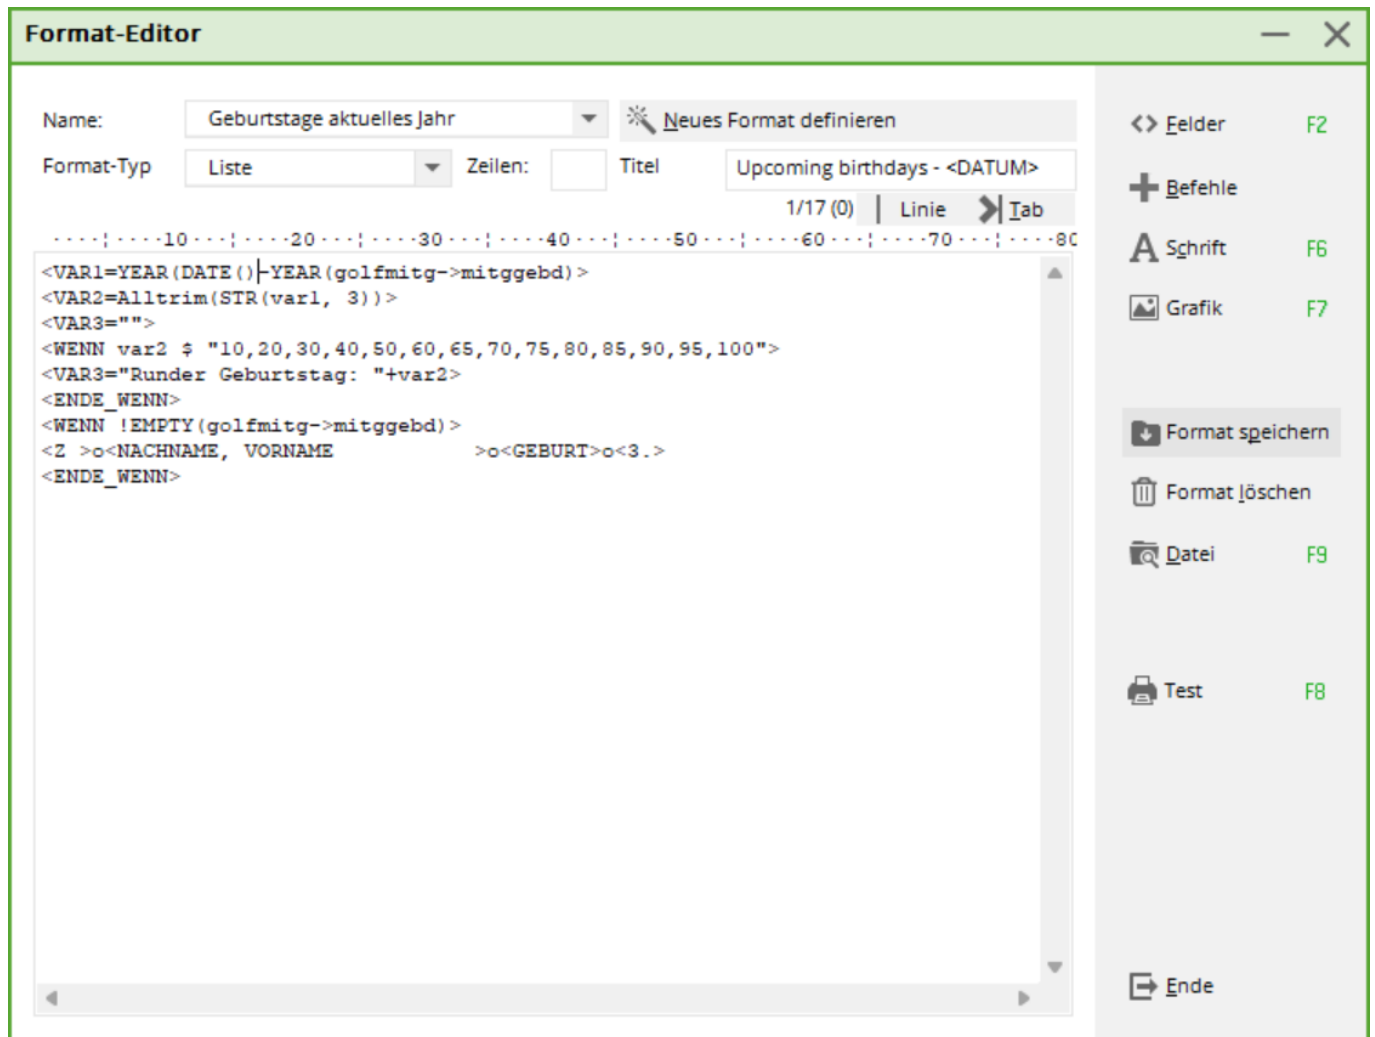 Format-Editor
Name: Geburtstage aktuelles Jahr Neues Format definieren
Format-Typ Liste Zeilen: Titel Upcoming birthdays - <DATUM>
1/17 (0) Linie Tab
····¦····10···¦····20···¦····30···¦····40···¦····50···¦····60···¦····70···¦····80
<VAR1=YEAR(DATE()-YEAR(golfmitg->mitggebd)>
<VAR2=Alltrim(STR(var1, 3))>
<VAR3="">
<WENN var2 $ "10,20,30,40,50,60,65,70,75,80,85,90,95,100">
<VAR3="Runder Geburtstag: "+var2>
<ENDE_WENN>
<WENN !EMPTY(golfmitg->mitggebd)>
<Z >o<NACHNAME, VORNAME           >o<GEBURT>o<3.>
<ENDE_WENN>
Felder F2
Befehle
Schrift F6
Grafik F7
Format speichern
Format löschen
Datei F9
Test F8
Ende